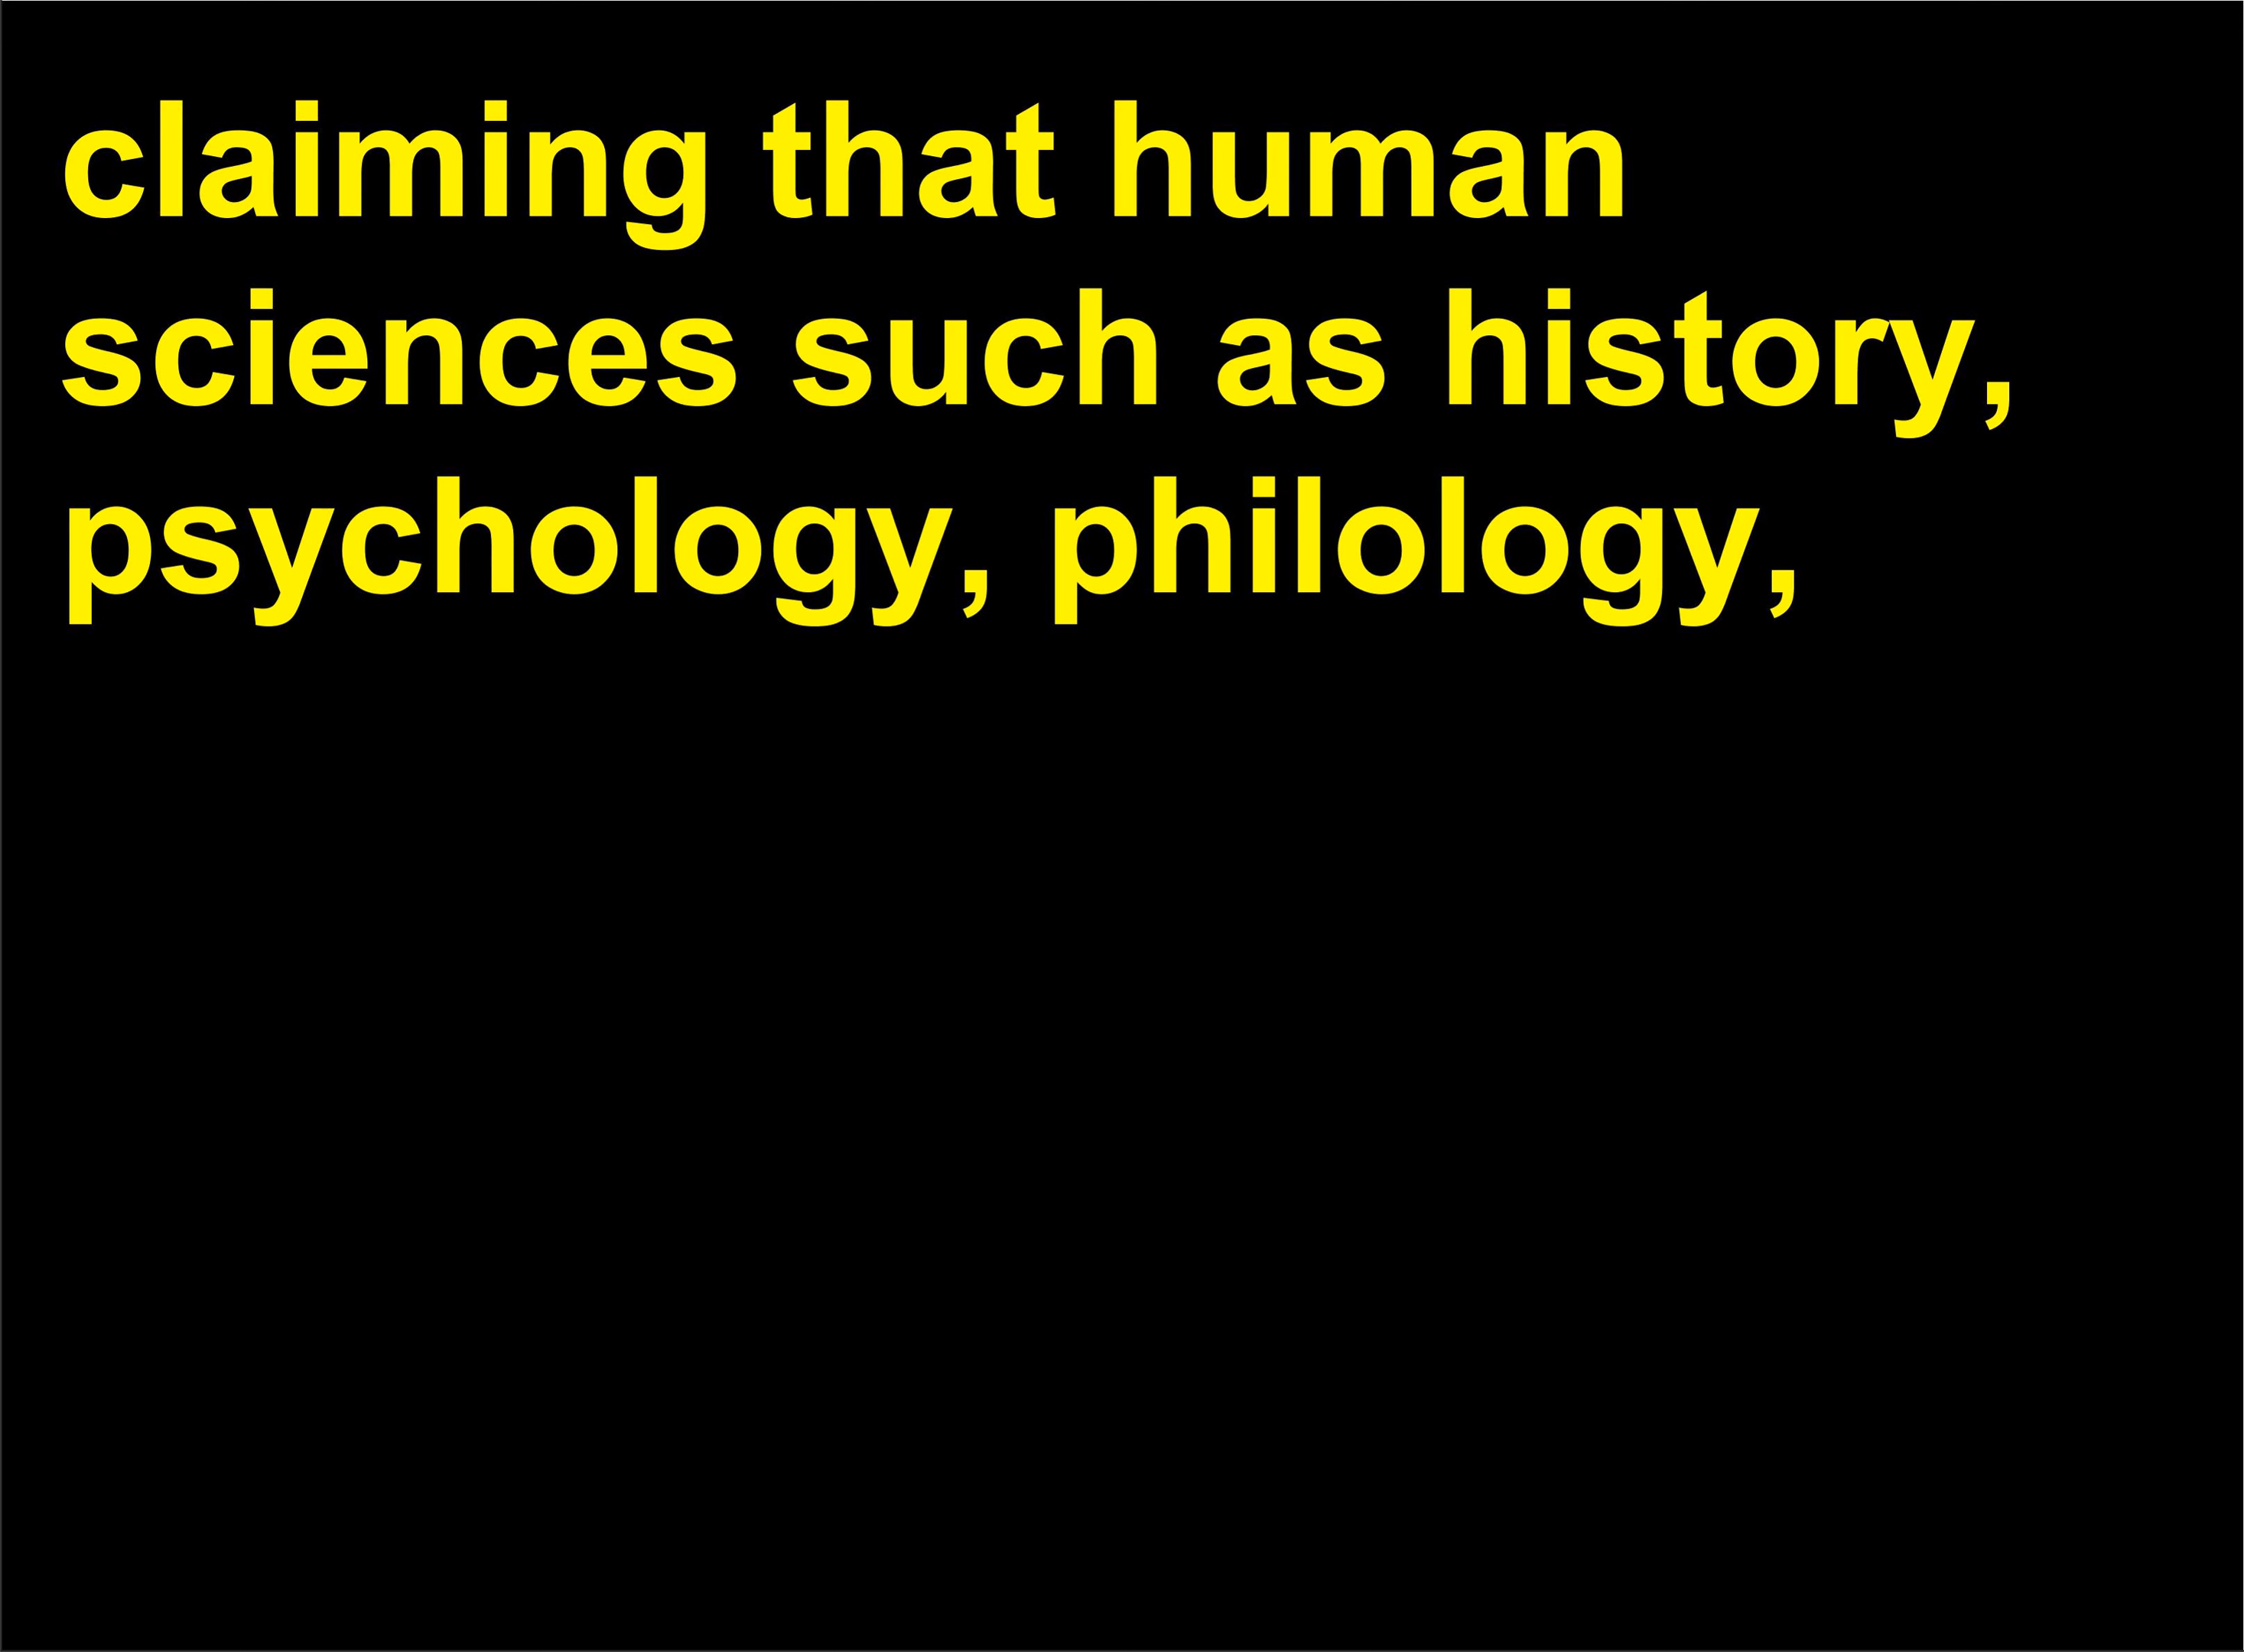 claiming that human
sciences such as history,
psychology, philology,